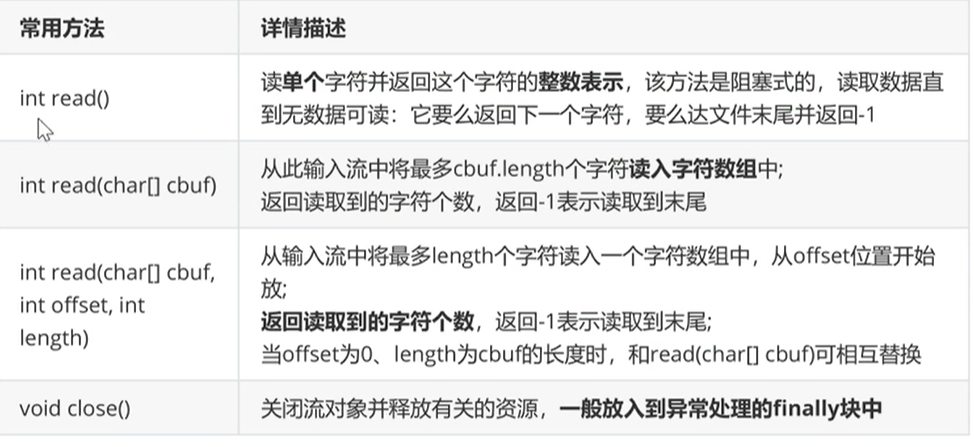 常用方法
详情描述
int read()
读单个字符并返回这个字符的整数表示，该方法是阻塞式的，读取数据直
到无数据可读：它要么返回下一个字符，要么达文件末尾并返回-1
int read(char[] cbuf)
从此输入流中将最多cbuf.length个字符读入字符数组中;
返回读取到的字符个数，返回-1表示读取到末尾
int read(char[] cbuf,
int offset, int
length)
从输入流中将最多length个字符读入一个字符数组中，从offset位置开始
放;
返回读取到的字符个数，返回-1表示读取到末尾;
当offset为0、length为cbuf的长度时，和read(char[] cbuf)可相互替换
void close()
关闭流对象并释放有关的资源，一般放入到异常处理的finally块中